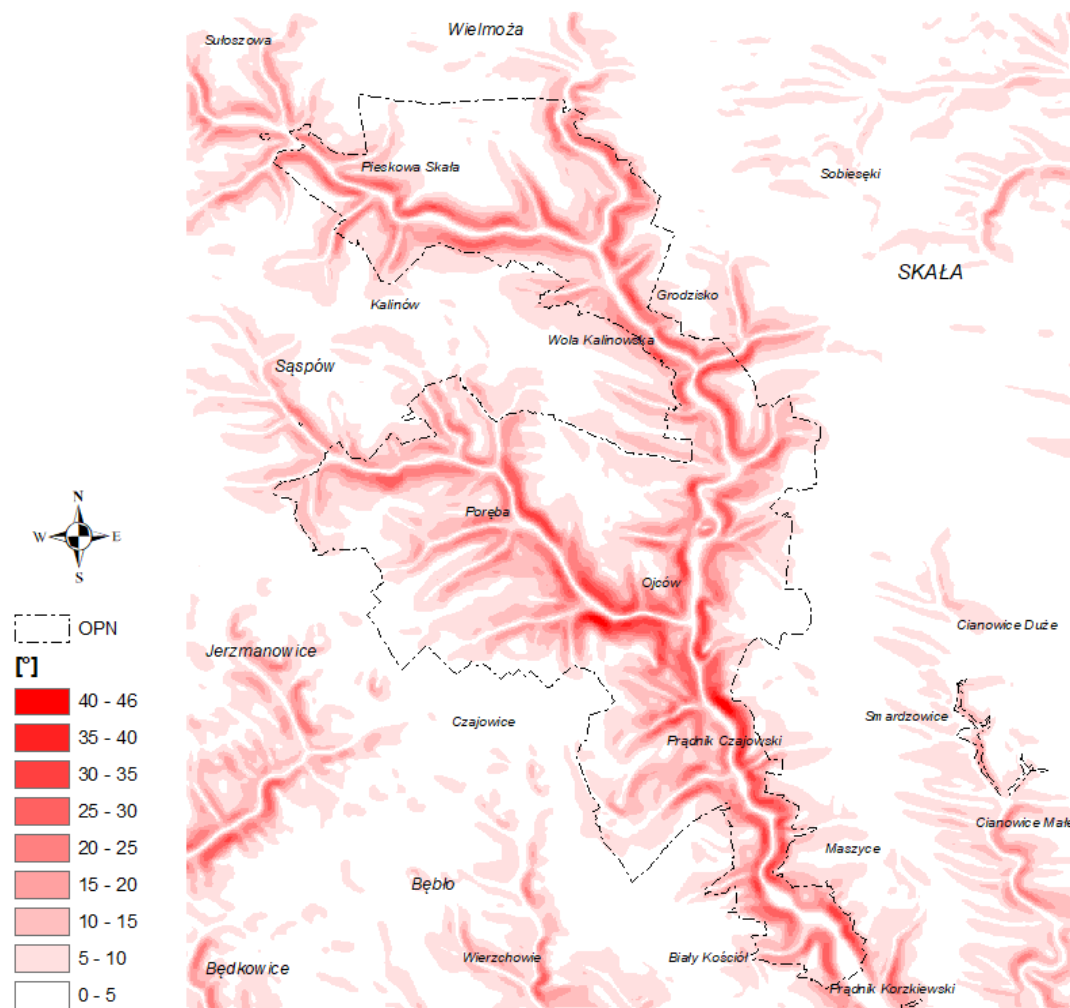 Wielmoża
Sułoszowa
Pieskowa Skała
Sobiesęki
SKAŁA
Kalinów
Grodzisko
Wola Kalinowska
Sąspów
Poręba
N
W
E
S
Ojców
OPN
Cianowice Duże
Jerzmanowice
[°]
40 - 46
35 - 40
30 - 35
25 - 30
20 - 25
15 - 20
10 - 15
5 - 10
0 - 5
Czajowice
Smardzowice
Prądnik Czajowski
Cianowice Małe
Maszyce
Bębło
Wierzchowie
Biały Kościół
Będkowice
Prądnik Korzkiewski